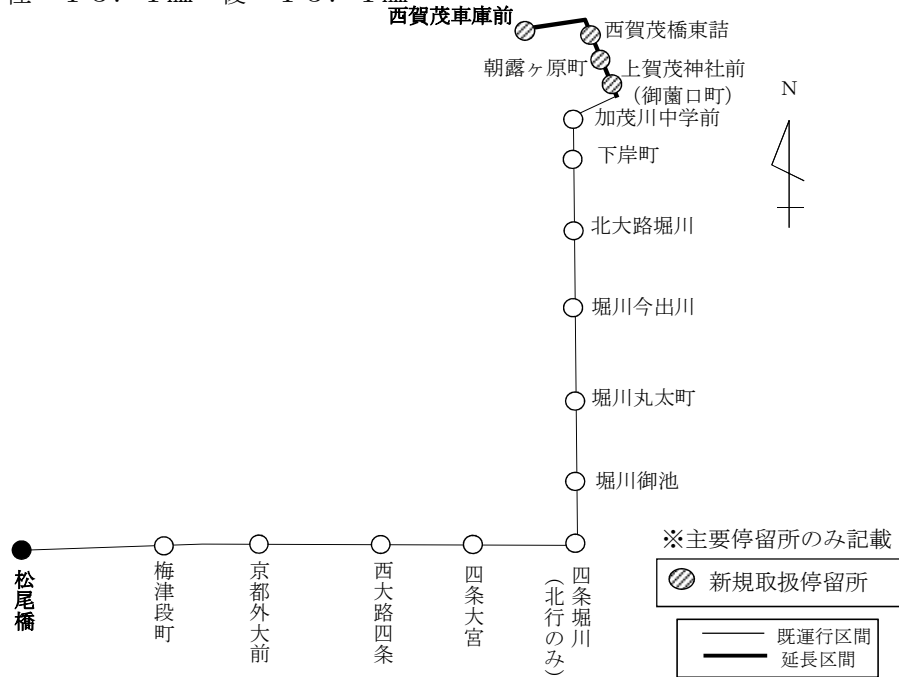 西賀茂車庫前
西賀茂橋東詰
朝露ヶ原町
上賀茂神社前
(御薗口町)
N
加茂川中学前
下岸町
北大路堀川
堀川今出川
堀川丸太町
堀川御池
松尾橋
梅津段町
京都外大前
西大路四条
四条大宮
四条堀川
(北行のみ)
※主要停留所のみ記載
新規取扱停留所
既運行区間
延長区間